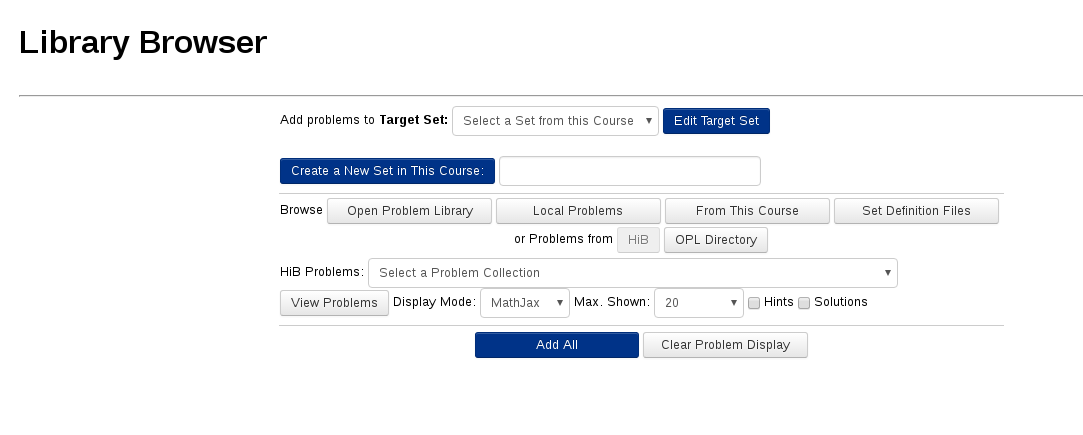 Library Browser
Add problems to Target Set: Select a Set from this Course Edit Target Set
Create a New Set in This Course:
Browse Open Problem Library Local Problems From This Course Set Definition Files
or Problems from HiB OPL Directory
HiB Problems: Select a Problem Collection
View Problems Display Mode: MathJax Max. Shown: 20 Hints Solutions
Add All Clear Problem Display